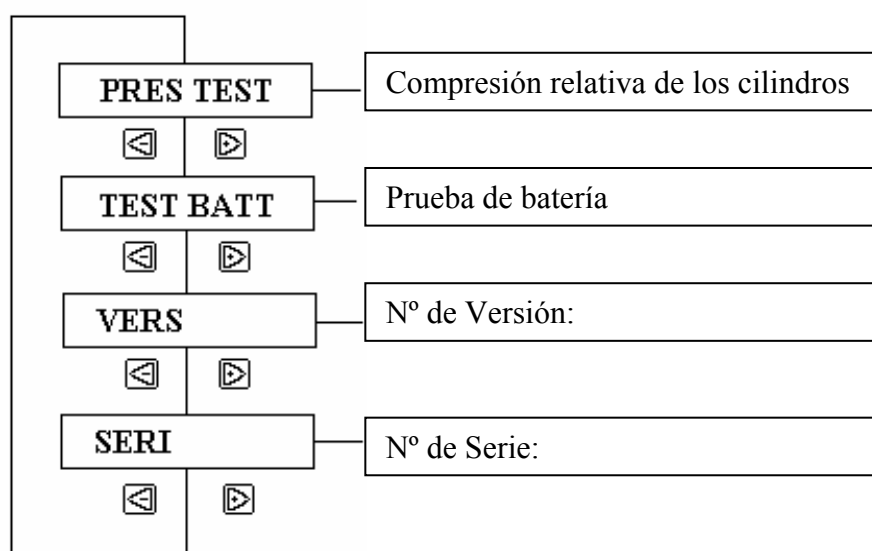 PRES TEST
Compresión relativa de los cilindros
TEST BATT
Prueba de batería
VERS
Nº de Versión:
SERI
Nº de Serie: